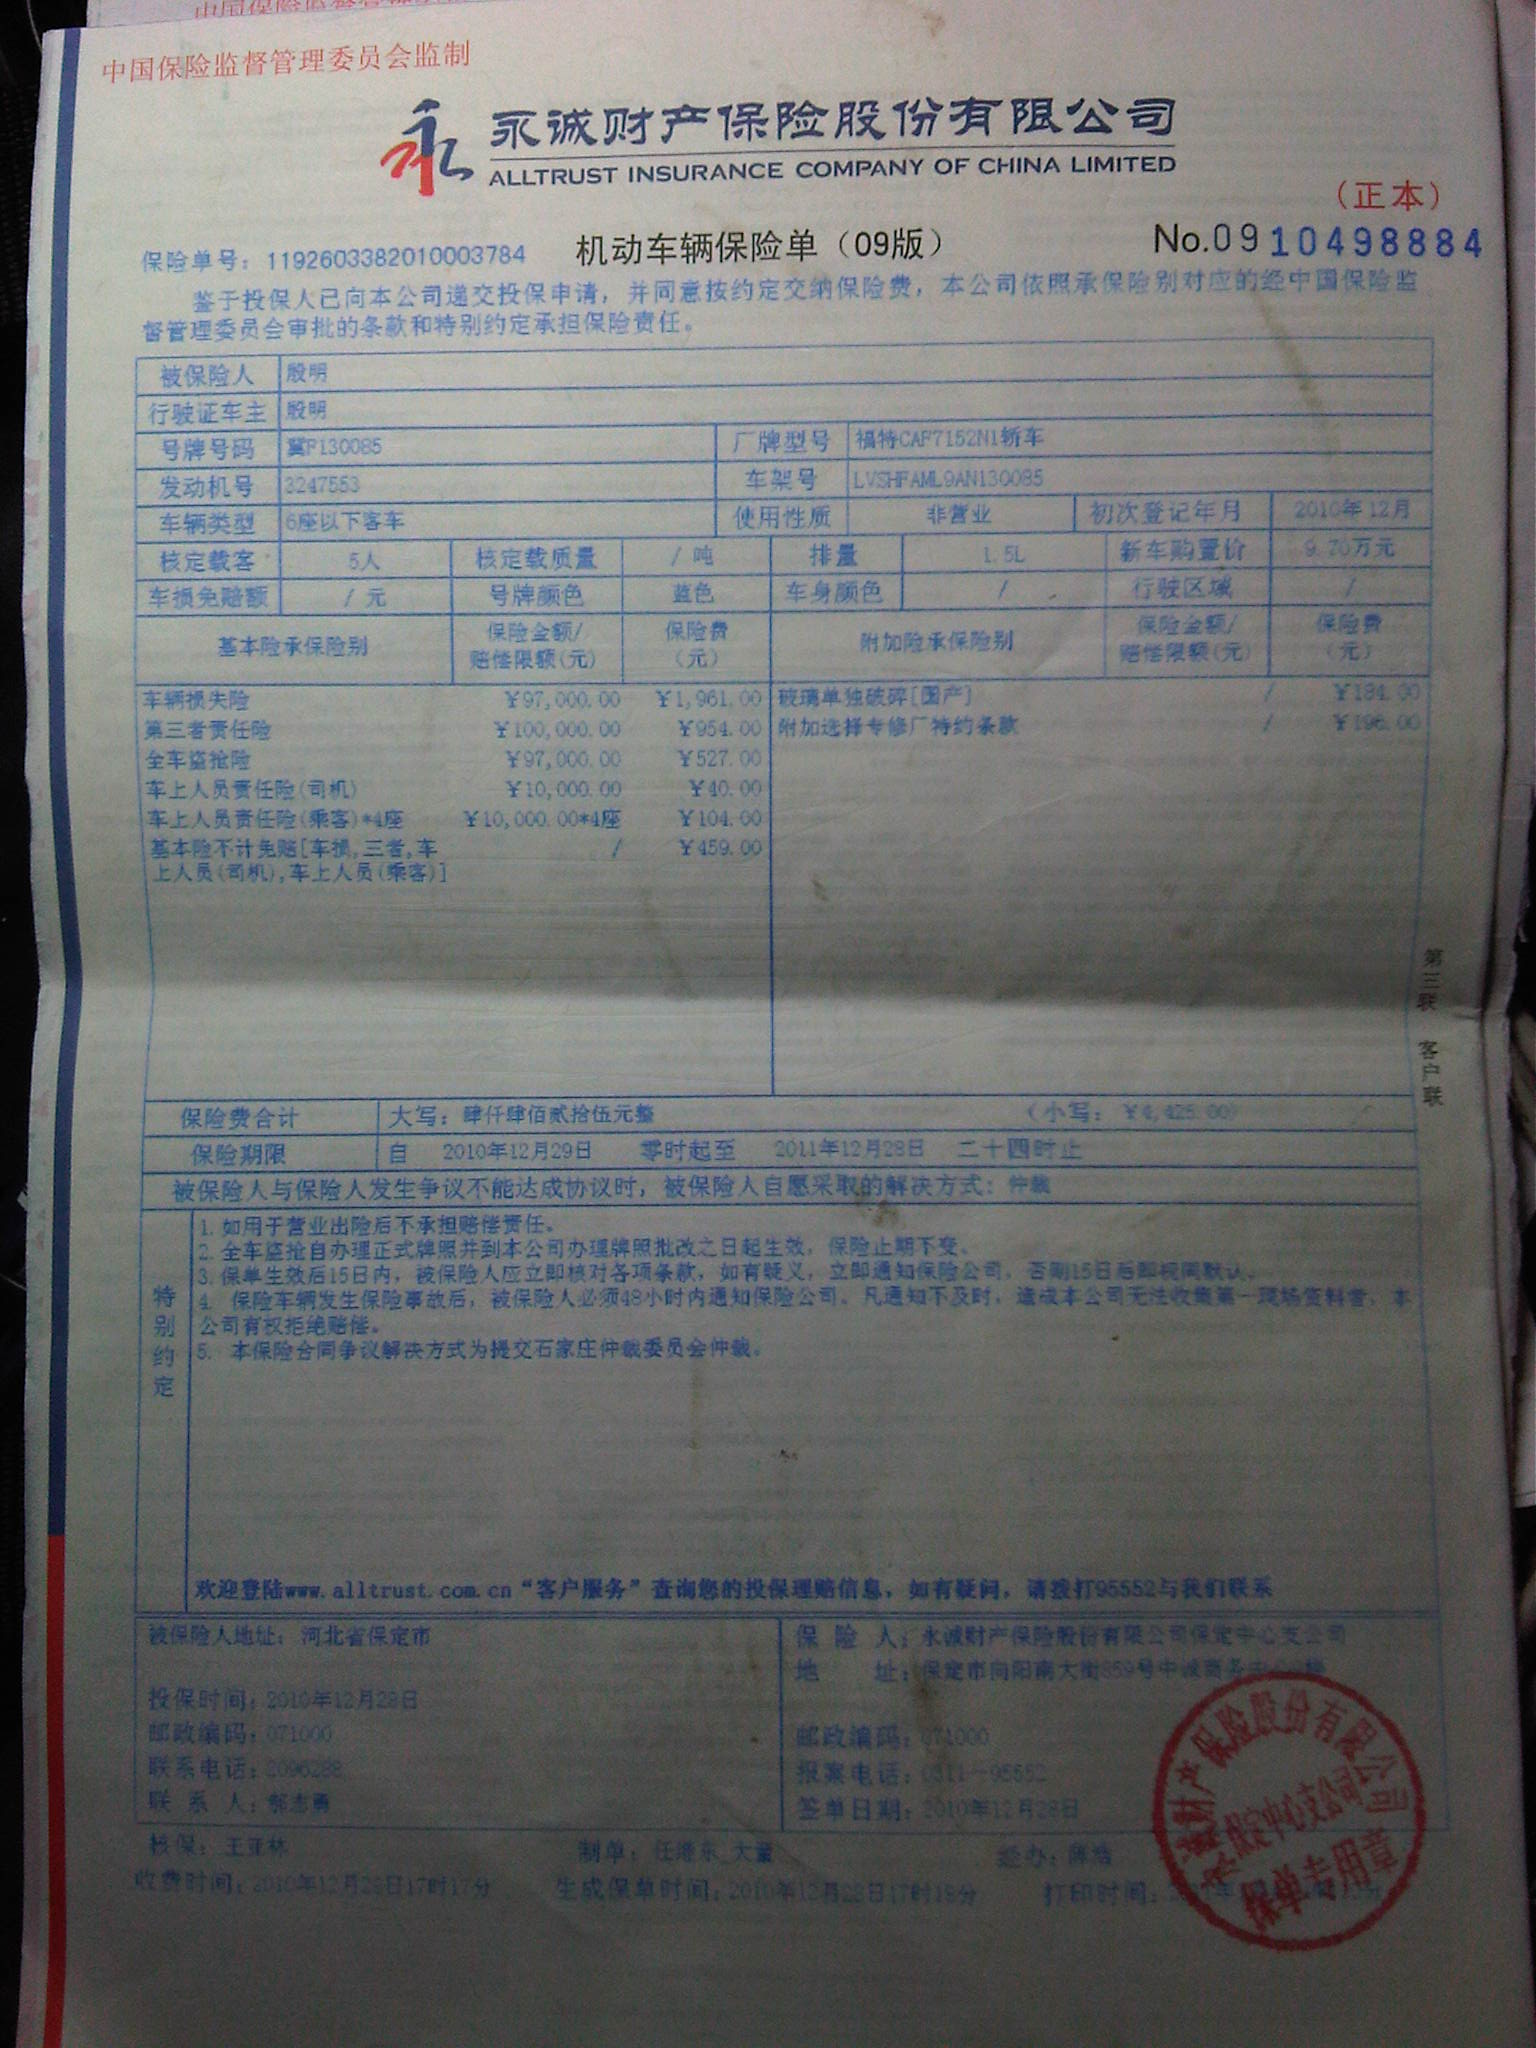 中国保险监督管理委员会监制
永诚财产保险股份有限公司
ALLTRUST INSURANCE COMPANY OF CHINA LIMITED
(正本)
保险单号：1192603382010003784 机动车辆保险单（09版） No.0910498884
鉴于投保人已向本公司递交投保申请，并同意按约定交纳保险费，本公司依照承保险别对应的经中国保险监
督管理委员会审批的条款和特别约定承担保险责任。
被保险人 殷明
行驶证车主 殷明
号牌号码 冀F130085 厂牌型号 福特CAF7152N1轿车
发动机号 3247553 车架号 LVSHFAML9AN130085
车辆类型 6座以下客车 使用性质 非营业 初次登记年月 2010年12月
核定载客 5人 核定载质量 / 吨 排量 1.5L 新车购置价 9.70万元
车损免赔额 / 元 号牌颜色 蓝色 车身颜色 / 行驶区域 /
基本险承保险别 保险金额/赔偿限额(元) 保险费(元) 附加险承保险别 保险金额/赔偿限额(元) 保险费(元)
车辆损失险 ￥97,000.00 ￥1,961.00 玻璃单独破碎[国产] / ￥184.00
第三者责任险 ￥100,000.00 ￥954.00 附加选择专修厂特约条款 / ￥196.00
全车盗抢险 ￥97,000.00 ￥527.00
车上人员责任险(司机) ￥10,000.00 ￥40.00
车上人员责任险(乘客)*4座 ￥10,000.00*4座 ￥104.00
基本险不计免赔[车损,三者,车 / ￥459.00
上人员(司机),车上人员(乘客)]
第三联 客户联
保险费合计 大写：肆仟肆佰贰拾伍元整 （小写：￥4,425.00）
保险期限 自 2010年12月29日 零时起至 2011年12月28日 二十四时止
被保险人与保险人发生争议不能达成协议时，被保险人自愿采取的解决方式：仲裁
特别约定
1. 如用于营业出险后不承担赔偿责任。
2. 全车盗抢自办理正式牌照并到本公司办理牌照批改之日起生效，保险止期不变。
3. 保单生效后15日内，被保险人应立即核对各项条款，如有疑义，立即通知保险公司，否则15日后即视同默认。
4. 保险车辆发生保险事故后，被保险人必须48小时内通知保险公司。凡通知不及时，造成本公司无法收集第一现场资料者，本
公司有权拒绝赔偿。
5. 本保险合同争议解决方式为提交石家庄仲裁委员会仲裁。
欢迎登陆www.alltrust.com.cn“客户服务”查询您的投保理赔信息，如有疑问，请拨打95552与我们联系
被保险人地址：河北省保定市 保 险 人：永诚财产保险股份有限公司保定中心支公司
地 址：保定市向阳南大街859号中诚商务
投保时间：2010年12月28日
邮政编码：071000 邮政编码：071000
联系电话：2096288 报案电话：0311-95552
联 系 人：郝志勇 签单日期：2010年12月28日
核保：王亚林 制单：任增东_大董 经办：薛浩
收费时间：2010年12月28日17时17分 生成保单时间：2010年12月28日17时18分 打印时间：
永诚财产保险股份有限公司
保定中心支公司
保单专用章